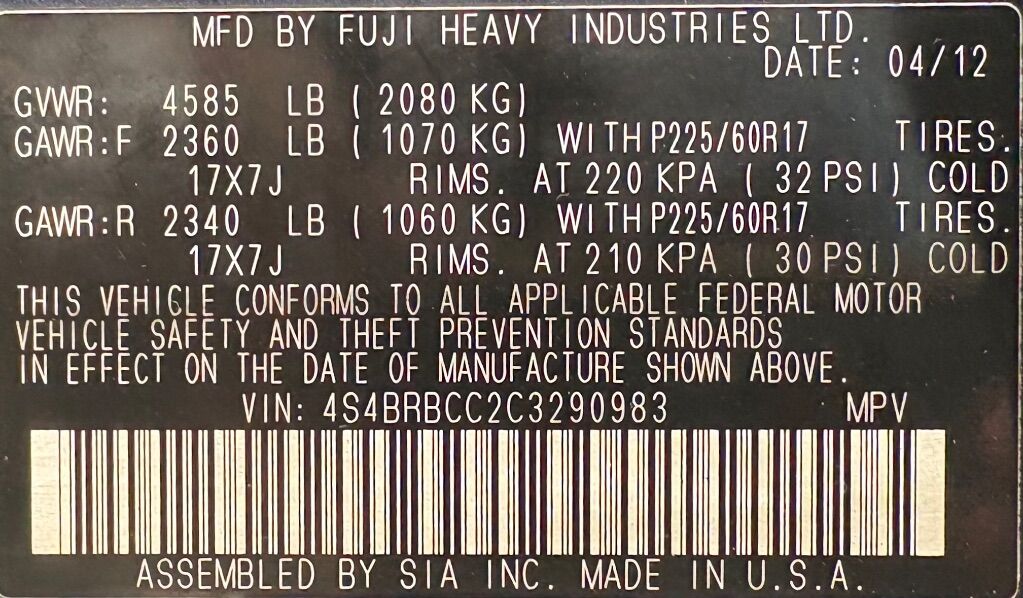 MFD BY FUJI HEAVY INDUSTRIES LTD.
DATE: 04/12
GVWR: 4585 LB ( 2080 KG)
GAWR:F 2360 LB ( 1070 KG) WITH P225/60R17 TIRES.
17X7J RIMS. AT 220 KPA ( 32 PSI) COLD
GAWR:R 2340 LB ( 1060 KG) WITH P225/60R17 TIRES.
17X7J RIMS. AT 210 KPA ( 30 PSI) COLD
THIS VEHICLE CONFORMS TO ALL APPLICABLE FEDERAL MOTOR
VEHICLE SAFETY AND THEFT PREVENTION STANDARDS
IN EFFECT ON THE DATE OF MANUFACTURE SHOWN ABOVE.
VIN: 4S4BRBCC2C3290983 MPV
ASSEMBLED BY SIA INC. MADE IN U.S.A.